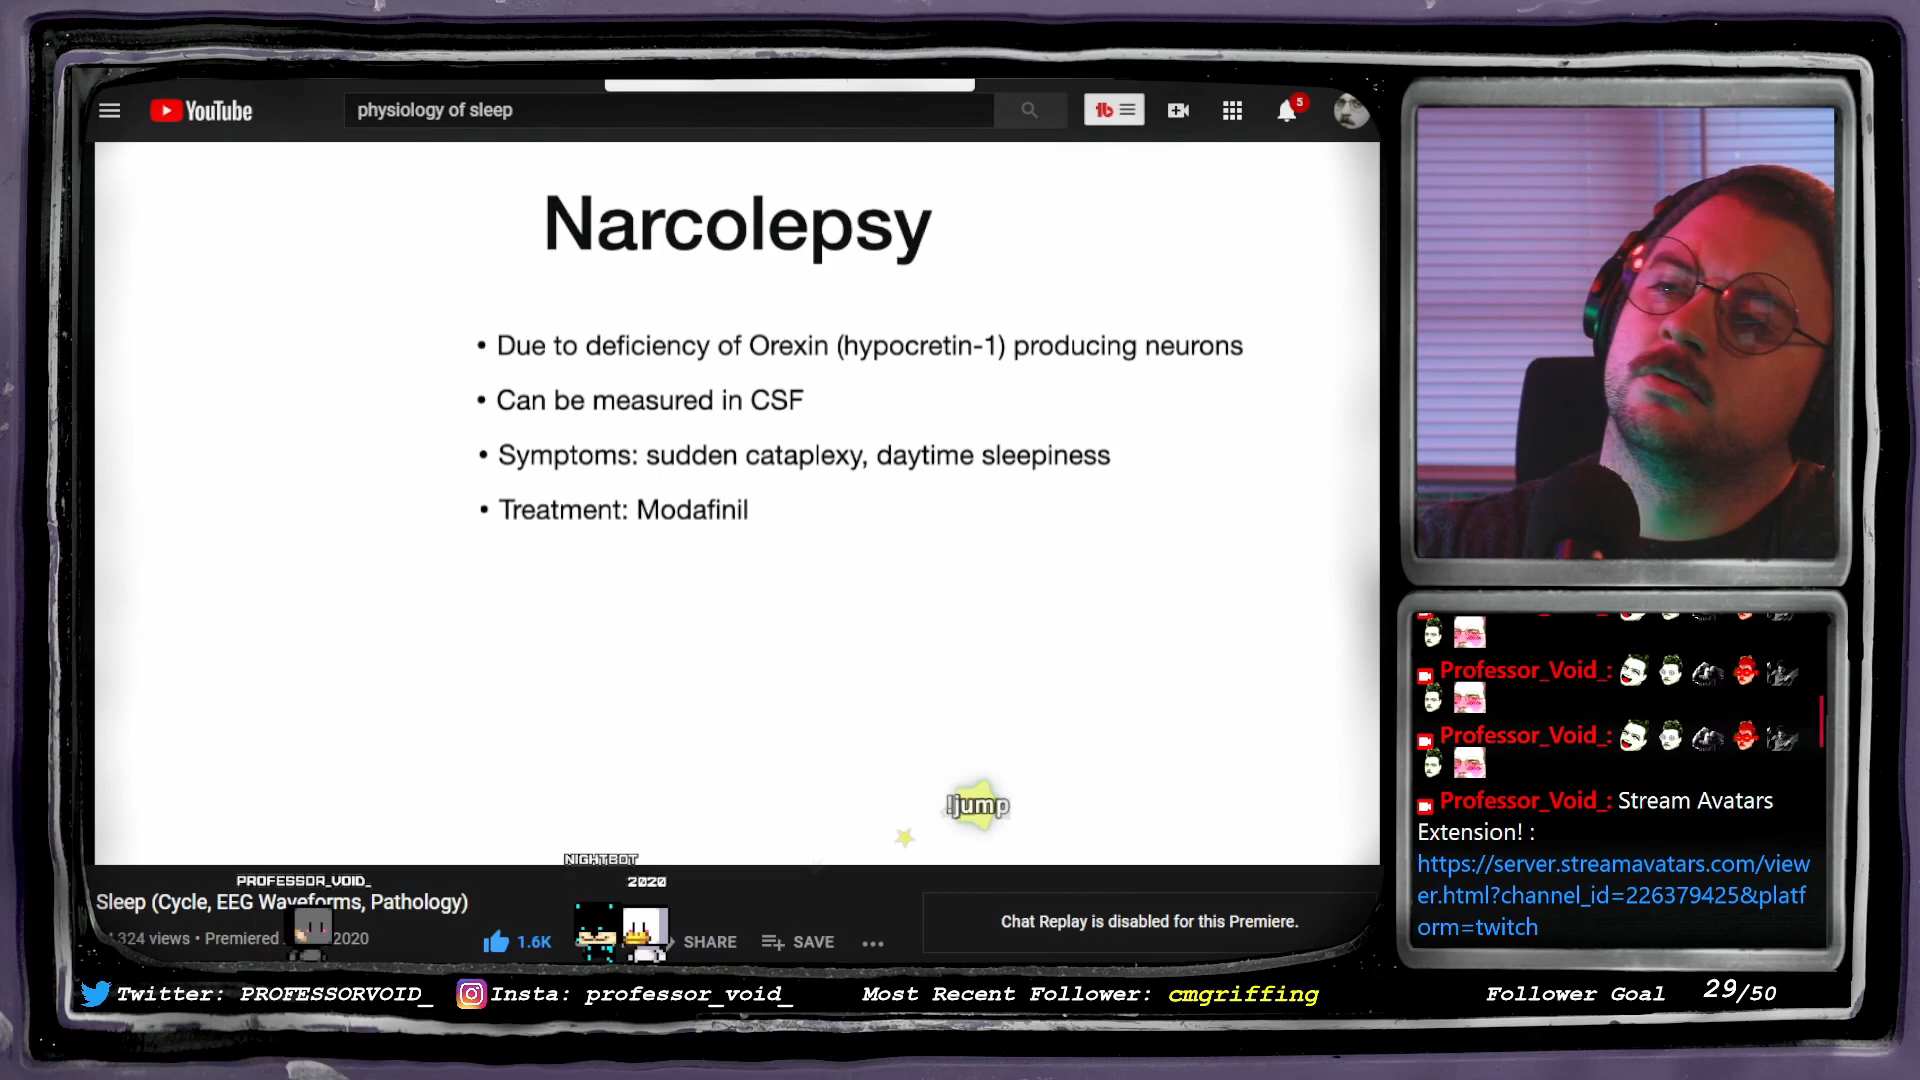 YouTube
physiology of sleep
5
Narcolepsy
• Due to deficiency of Orexin (hypocretin-1) producing neurons
• Can be measured in CSF
• Symptoms: sudden cataplexy, daytime sleepiness
• Treatment: Modafinil
!jump
NIGHTBOT
PROFESSOR_VOID_
2020
Sleep (Cycle, EEG Waveforms, Pathology)
324 views • Premiered 2020
1.6K
SHARE
SAVE
Chat Replay is disabled for this Premiere.
Professor_Void_:
Professor_Void_:
Professor_Void_: Stream Avatars
Extension! :
https://server.streamavatars.com/view
er.html?channel_id=226379425&platf
orm=twitch
Twitter: PROFESSORVOID_
Insta: professor_void_
Most Recent Follower: cmgriffing
Follower Goal 29/50